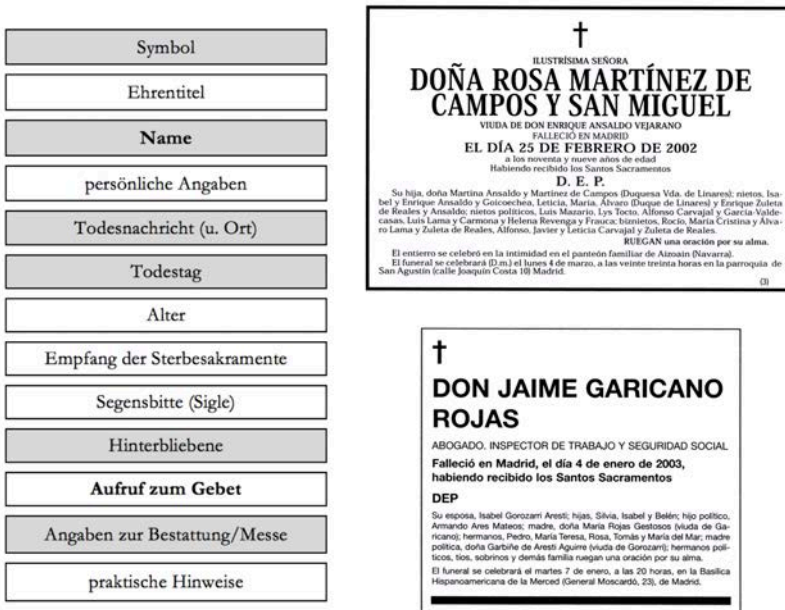 Symbol
Ehrentitel
Name
persönliche Angaben
Todesnachricht (u. Ort)
Todestag
Alter
Empfang der Sterbesakramente
Segensbitte (Sigle)
Hinterbliebene
Aufruf zum Gebet
Angaben zur Bestattung/Messe
praktische Hinweise
ILUSTRÍSIMA SEÑORA
DOÑA ROSA MARTÍNEZ DE
CAMPOS Y SAN MIGUEL
VIUDA DE DON ENRIQUE ANSALDO VEJARANO
FALLECIÓ EN MADRID
EL DÍA 25 DE FEBRERO DE 2002
a los noventa y nueve años de edad
Habiendo recibido los Santos Sacramentos
D. E. P.
Su hija, doña Martina Ansaldo y Martínez de Campos (Duquesa Vda. de Linares); nietos, Isa-
bel y Enrique Ansaldo y Goicoechea, Leticia, María, Álvaro (Duque de Linares) y Enrique Zuleta
de Reales y Ansaldo; nietos políticos, Luis Mazario, Lys Tocto, Alfonso Carvajal y García-Valde-
casas, Luis Lama y Carmona y Helena Revenga y Frauca; biznietos, Rocío, María Cristina y Álva-
ro Lama y Zuleta de Reales, Alfonso, Javier y Leticia Carvajal y Zuleta de Reales.
RUEGAN una oración por su alma.
El entierro se celebró en la intimidad en el panteón familiar de Aizoain (Navarra).
El funeral se celebrará (D.m.) el lunes 4 de marzo, a las veinte treinta horas en la parroquia de
San Agustín (calle Joaquín Costa 10) Madrid.
(3)
DON JAIME GARICANO
ROJAS
ABOGADO. INSPECTOR DE TRABAJO Y SEGURIDAD SOCIAL
Falleció en Madrid, el día 4 de enero de 2003,
habiendo recibido los Santos Sacramentos
DEP
Su esposa, Isabel Gorozarri Aresti; hijas, Silvia, Isabel y Belén; hijo político,
Armando Ares Mateos; madre, doña María Rojas Gestosos (viuda de Ga-
ricano); hermanos, Pedro, María Teresa, Rosa, Tomás y María del Mar; madre
política, doña Garbiñe de Aresti Aguirre (viuda de Gorozarri); hermanos polí-
ticos, tíos, sobrinos y demás familia ruegan una oración por su alma.
El funeral se celebrará el martes 7 de enero, a las 20 horas, en la Basílica
Hispanoamericana de la Merced (General Moscardó, 23), de Madrid.